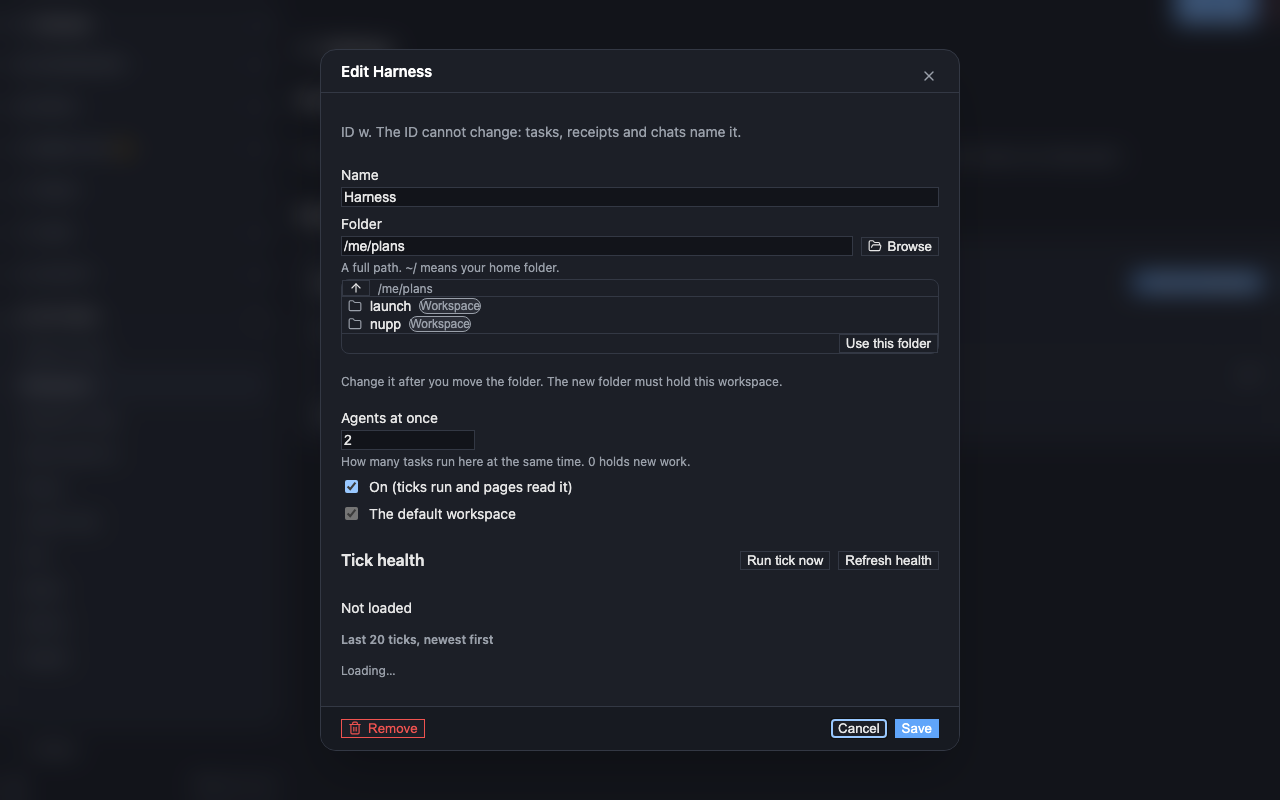 Edit Harness
ID w. The ID cannot change: tasks, receipts and chats name it.
Name
Harness
Folder
/me/plans
Browse
A full path. ~/ means your home folder.
/me/plans
launch Workspace
nupp Workspace
Use this folder
Change it after you move the folder. The new folder must hold this workspace.
Agents at once
2
How many tasks run here at the same time. 0 holds new work.
On (ticks run and pages read it)
The default workspace
Tick health
Run tick now
Refresh health
Not loaded
Last 20 ticks, newest first
Loading…
Remove
Cancel
Save